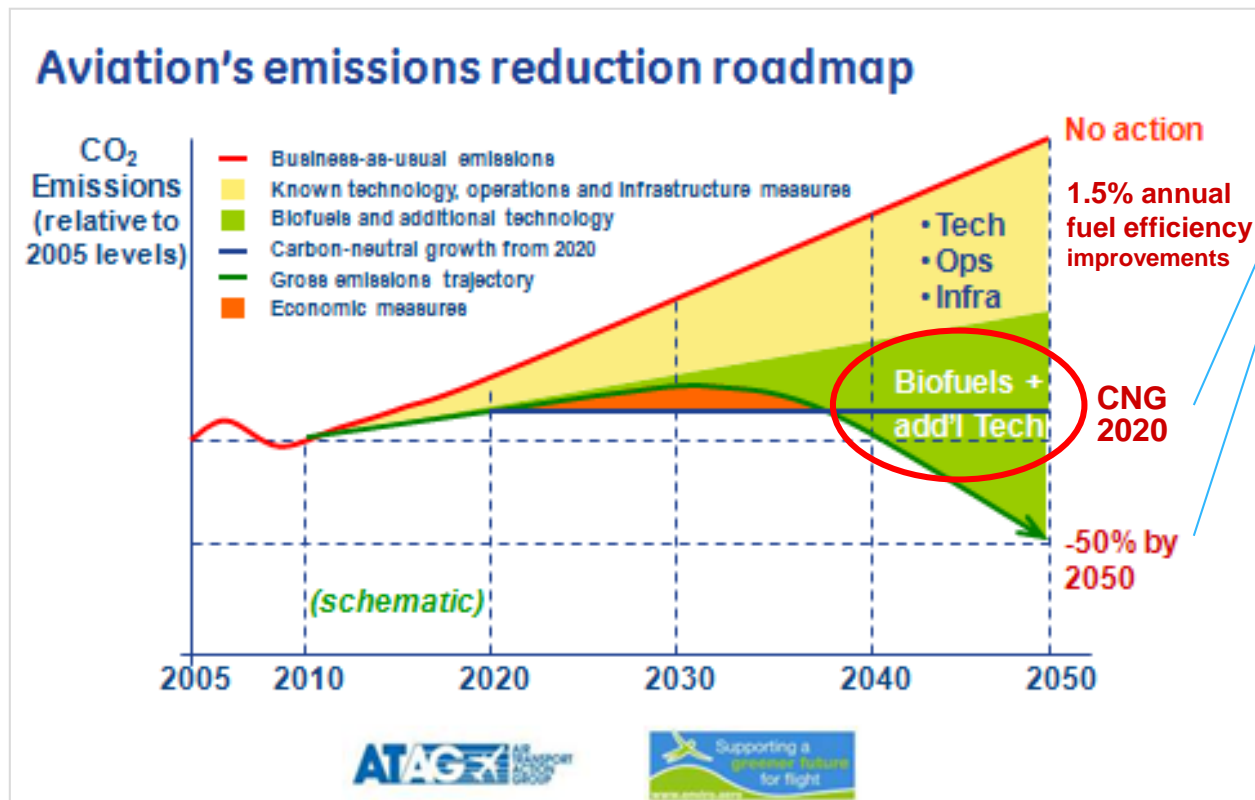 Aviation's emissions reduction roadmap
CO₂
Emissions
(relative to
2005 levels)
Business-as-usual emissions
Known technology, operations and infrastructure measures
Biofuels and additional technology
Carbon-neutral growth from 2020
Gross emissions trajectory
Economic measures
No action
1.5% annual
fuel efficiency
improvements
• Tech
• Ops
• Infra
Biofuels +
add'l Tech
CNG
2020
-50% by
2050
(schematic)
2005 2010 2020 2030 2040 2050
ATAG AIR
TRANSPORT
ACTION
GROUP
Supporting a
greener future
for flight
www.enviro.aero